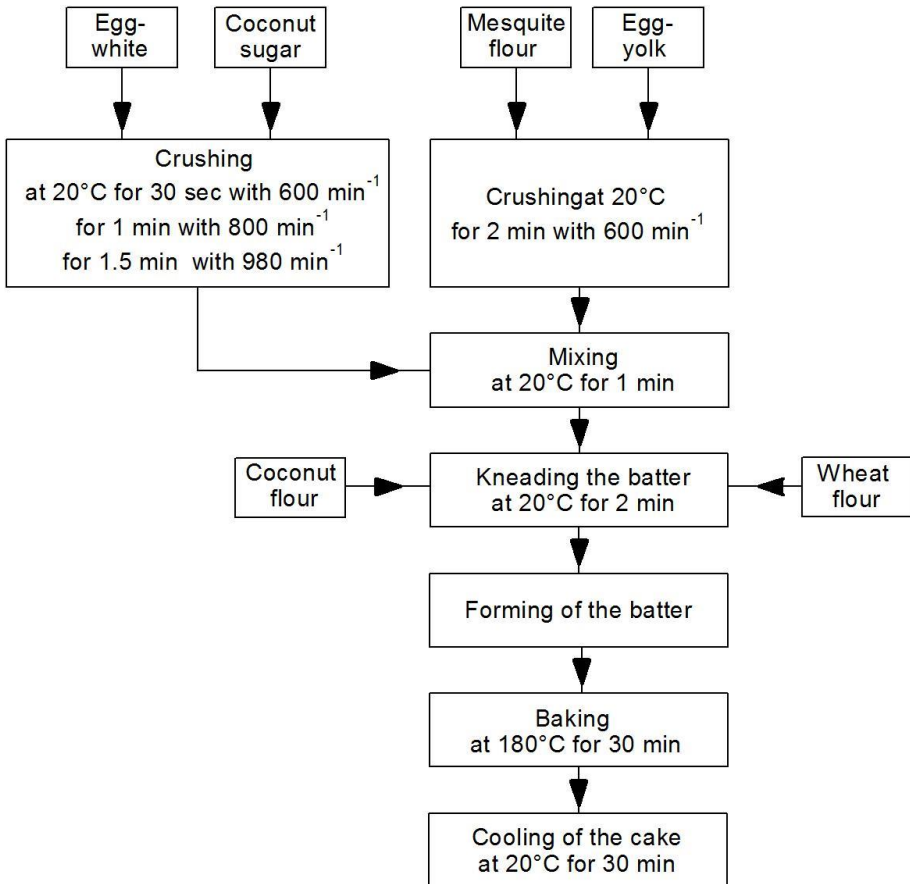 Egg-
white
Coconut
sugar
Mesquite
flour
Egg-
yolk
Crushing
at 20°C for 30 sec with 600 min⁻¹
for 1 min with 800 min⁻¹
for 1.5 min with 980 min⁻¹
Crushingat 20°C
for 2 min with 600 min⁻¹
Mixing
at 20°C for 1 min
Coconut
flour
Kneading the batter
at 20°C for 2 min
Wheat
flour
Forming of the batter
Baking
at 180°C for 30 min
Cooling of the cake
at 20°C for 30 min